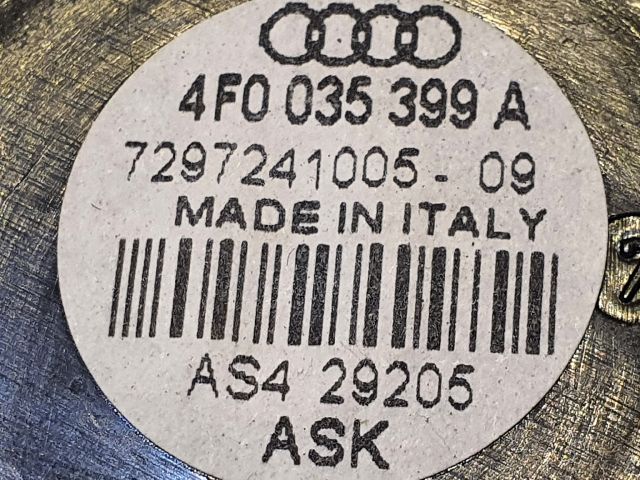 4F0 035 399 A
7297241005 - 09
MADE IN ITALY
AS4 29205
ASK